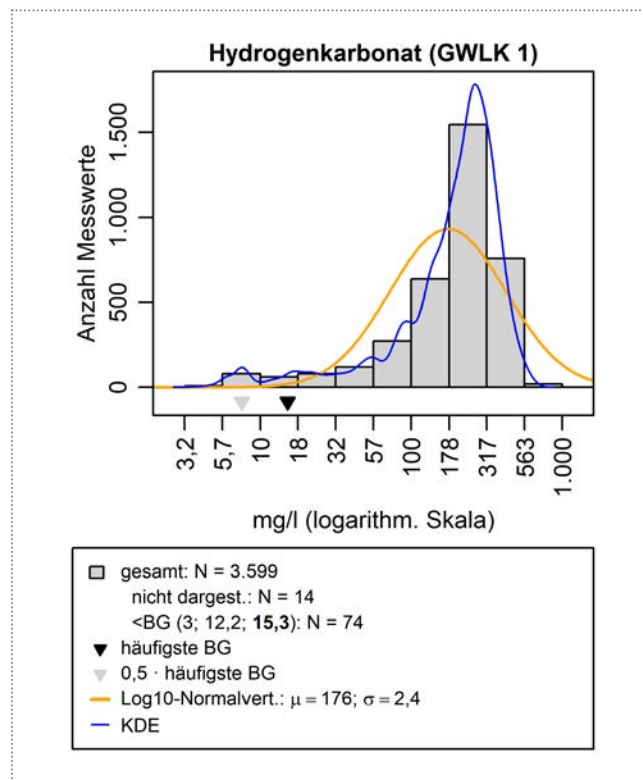 Hydrogenkarbonat (GWLK 1)
Anzahl Messwerte
1.500
1.000
500
0
3,2
5,7
10
18
32
57
100
178
317
563
1.000
mg/l (logarithm. Skala)
gesamt: N = 3.599
nicht dargest.: N = 14
<BG (3; 12,2; 15,3): N = 74
häufigste BG
0,5 · häufigste BG
Log10-Normalvert.: μ = 176; σ = 2,4
KDE